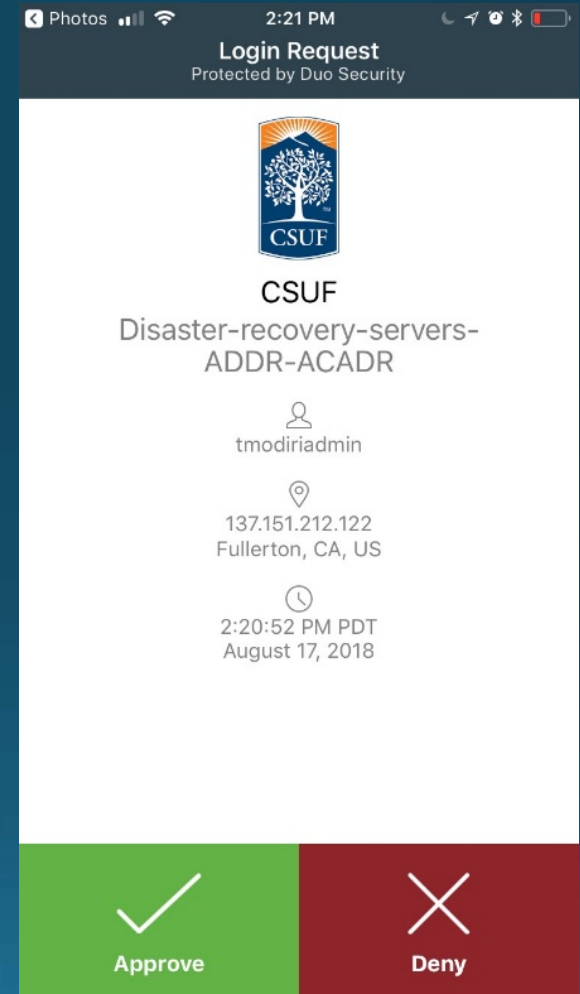 Photos 2:21 PM
Login Request
Protected by Duo Security
CSUF
CSUF
Disaster-recovery-servers-
ADDR-ACADR
tmodiriadmin
137.151.212.122
Fullerton, CA, US
2:20:52 PM PDT
August 17, 2018
Approve Deny